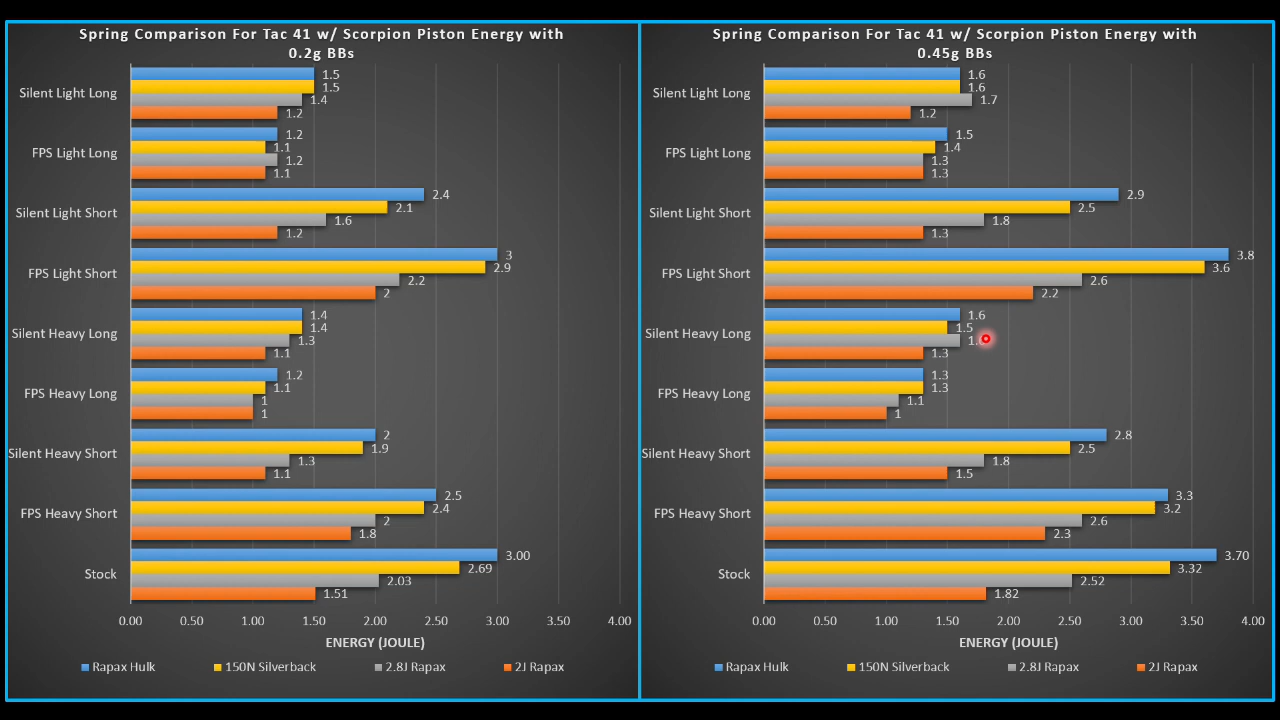 Spring Comparison For Tac 41 w/ Scorpion Piston Energy with
0.2g BBs
Silent Light Long
1.5
1.5
1.4
1.2
FPS Light Long
1.2
1.1
1.2
1.1
Silent Light Short
2.4
2.1
1.6
1.2
FPS Light Short
3
2.9
2.2
2
Silent Heavy Long
1.4
1.4
1.3
1.1
FPS Heavy Long
1.2
1.1
1
1
Silent Heavy Short
2
1.9
1.3
1.1
FPS Heavy Short
2.5
2.4
2
1.8
Stock
3.00
2.69
2.03
1.51
0.00 0.50 1.00 1.50 2.00 2.50 3.00 3.50 4.00
ENERGY (JOULE)
Rapax Hulk 150N Silverback 2.8J Rapax 2J Rapax
Spring Comparison For Tac 41 w/ Scorpion Piston Energy with
0.45g BBs
Silent Light Long
1.6
1.6
1.7
1.2
FPS Light Long
1.5
1.4
1.3
1.3
Silent Light Short
2.9
2.5
1.8
1.3
FPS Light Short
3.8
3.6
2.6
2.2
Silent Heavy Long
1.6
1.5
1.3
FPS Heavy Long
1.3
1.3
1.1
1
Silent Heavy Short
2.8
2.5
1.8
1.5
FPS Heavy Short
3.3
3.2
2.6
2.3
Stock
3.70
3.32
2.52
1.82
0.00 0.50 1.00 1.50 2.00 2.50 3.00 3.50 4.00
ENERGY (JOULE)
Rapax Hulk 150N Silverback 2.8J Rapax 2J Rapax